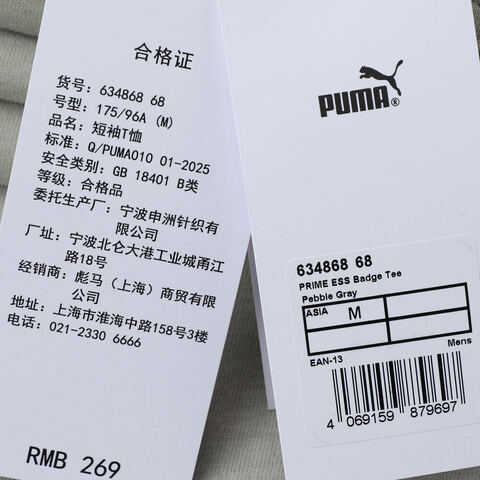 合格证
货号: 634868 68
号型: 175/96A (M)
品名: 短袖T恤
标准: Q/PUMA010 01-2025
安全类别: GB 18401 B类
等级: 合格品
委托生产厂: 宁波申洲针织有
限公司
厂址: 宁波北仑大港工业城甬江
路18号
经销商: 彪马（上海）商贸有限
公司
地址: 上海市淮海中路158号3楼
电话: 021-2330 6666
RMB 269
PUMA®
634868 68
PRIME ESS Badge Tee
Pebble Gray
ASIA M
EAN-13
Mens
4 069159 879697